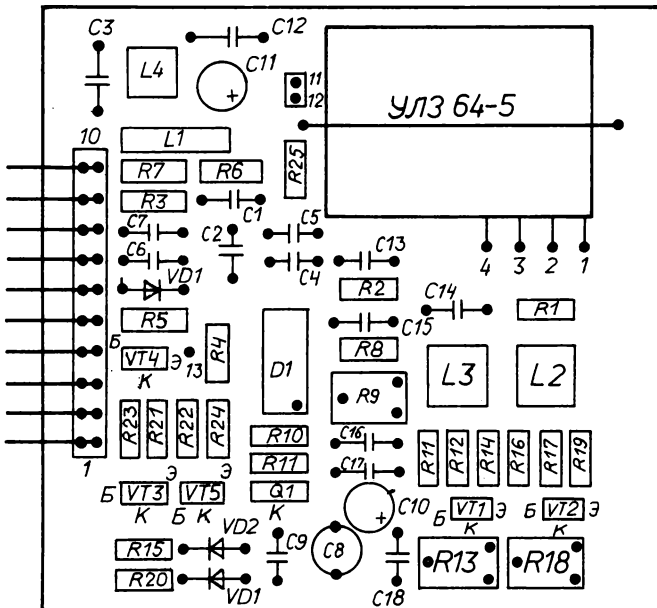 C3
C12
L4
C11
+
11
12
УЛЗ 64-5
10
L1
R7
R6
R25
R3
C1
C7
C2
C5
C6
C4
C13
4
3
2
1
VD1
R2
C14
R1
R5
C15
Б
VT4
Э
К
13
R4
D1
R8
L3
L2
R9
R23
R21
R22
R24
R10
C16
R11
R12
R14
R16
R17
R19
R11
C17
1
Э
Э
Б
VT3
К
Б
VT5
К
Q1
К
C10
+
Б
VT1
Э
К
Б
VT2
Э
К
R15
VD2
C9
C8
R13
R18
R20
VD1
C18